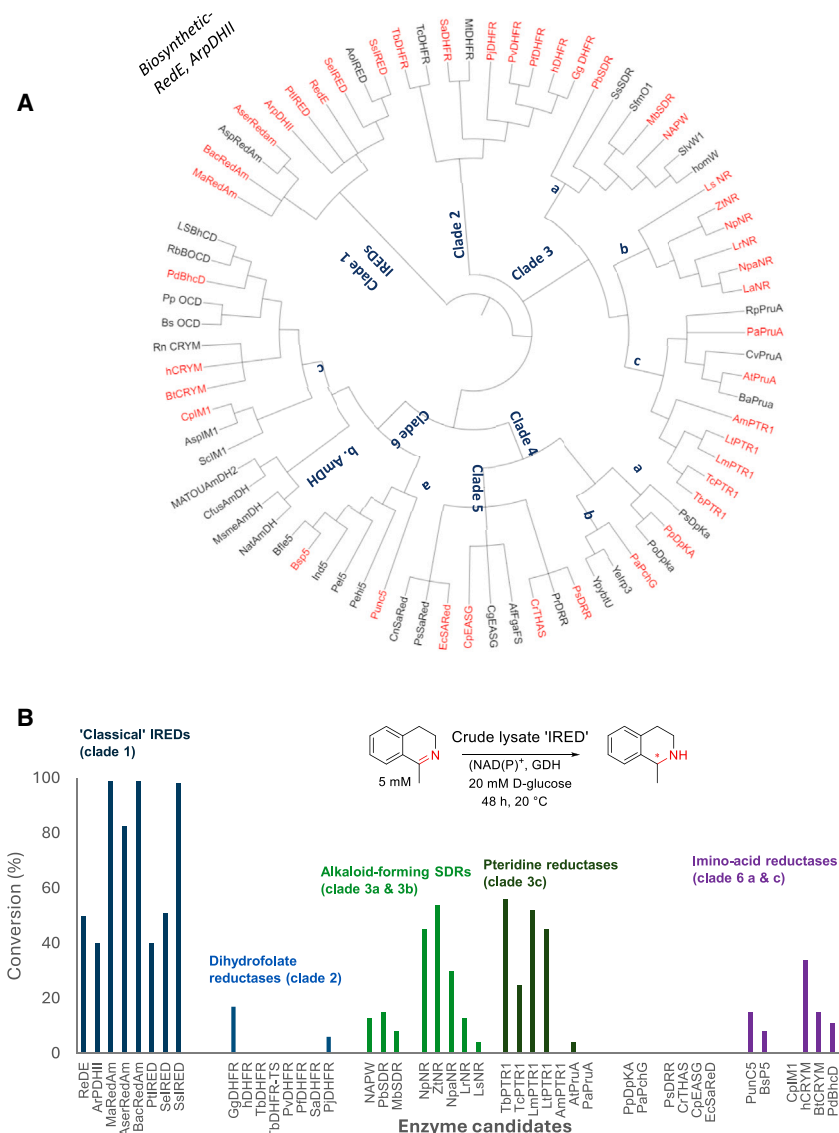 Biosynthetic-
RedE, ArpDHII
A
MaRedAm
BacRedAm
AspRedAm
AserRedam
ArpDHII
PtIRED
RedE
SeIRED
AoIRED
SsIRED
TbDHFR
TcDHFR
SaDHFR
MtDHFR
PjDHFR
PvDHFR
PfDHFR
hDHFR
Gg DHFR
PbSDR
SsSDR
SfmO1
MbSDR
NAPW
SlvW1
homW
Ls NR
ZtNR
NpNR
LrNR
NpaNR
LaNR
RpPruA
PaPruA
CvPruA
AtPruA
BaPrua
AmPTR1
LtPTR1
LmPTR1
TcPTR1
TbPTR1
PsDpKa
PpDpKA
PoDpka
PaPchG
YeIrp3
YpybtU
PsDRR
PrDRR
CrTHAS
AfFgaFS
CgEASG
CpEASG
EcSARed
PsSaRed
CnSaRed
Punc5
Pehi5
Pel5
Ind5
Bsp5
Bfle5
NatAmDH
MsmeAmDH
CfusAmDH
MATOUAmDH2
ScIM1
AspIM1
CpIM1
BtCRYM
hCRYM
Rn CRYM
Bs OCD
Pp OCD
PdBhcD
RbBOCD
LSBhCD
Clade 1
IREDs
Clade 2
Clade 3
a
b
c
Clade 4
a
b
Clade 5
Clade 6
a
b. AmDH
c
B
'Classical' IREDs
(clade 1)
N
5 mM
Crude lysate 'IRED'
(NAD(P)+, GDH
20 mM D-glucose
48 h, 20 °C
NH
*
Dihydrofolate
reductases (clade 2)
Alkaloid-forming SDRs
(clade 3a & 3b)
Pteridine reductases
(clade 3c)
Imino-acid reductases
(clade 6 a & c)
Conversion (%)
100
80
60
40
20
0
ReDE
ArPDHII
MaRedAm
AserRedAm
BacRedAm
PtIRED
SeIRED
SsIRED
GgDHFR
hDHFR
TbDHFR
TbDHFR-TS
PvDHFR
PfDHFR
SaDHFR
PjDHFR
NAPW
PbSDR
MbSDR
NpNR
ZtNR
NpaNR
LrNR
LsNR
TbPTR1
TcPTR1
LmPTR1
LtPTR1
AmPTR1
AtPruA
PaPruA
PpDpKA
PaPchG
PsDRR
CrTHAS
CpEASG
EcSaReD
PunC5
BsP5
CpIM1
hCRYM
BtCRYM
PdbhcD
Enzyme candidates